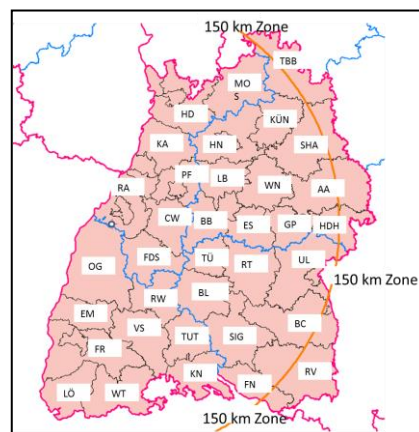 150 km Zone
TBB
MO
S
HD
KÜN
KA
HN
SHA
PF
LB
RA
WN
AA
CW
BB
ES
GP
HDH
FDS
TÜ
RT
UL
OG
150 km Zone
RW
BL
EM
VS
BC
FR
TUT
SIG
KN
RV
LÖ
WT
FN
150 km Zone